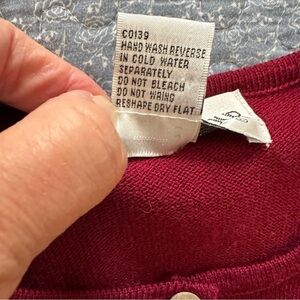 C0139
HAND WASH REVERSE
IN COLD WATER
SEPARATELY
DO NOT BLEACH
DO NOT WRING
RESHAPE DRY FLAT